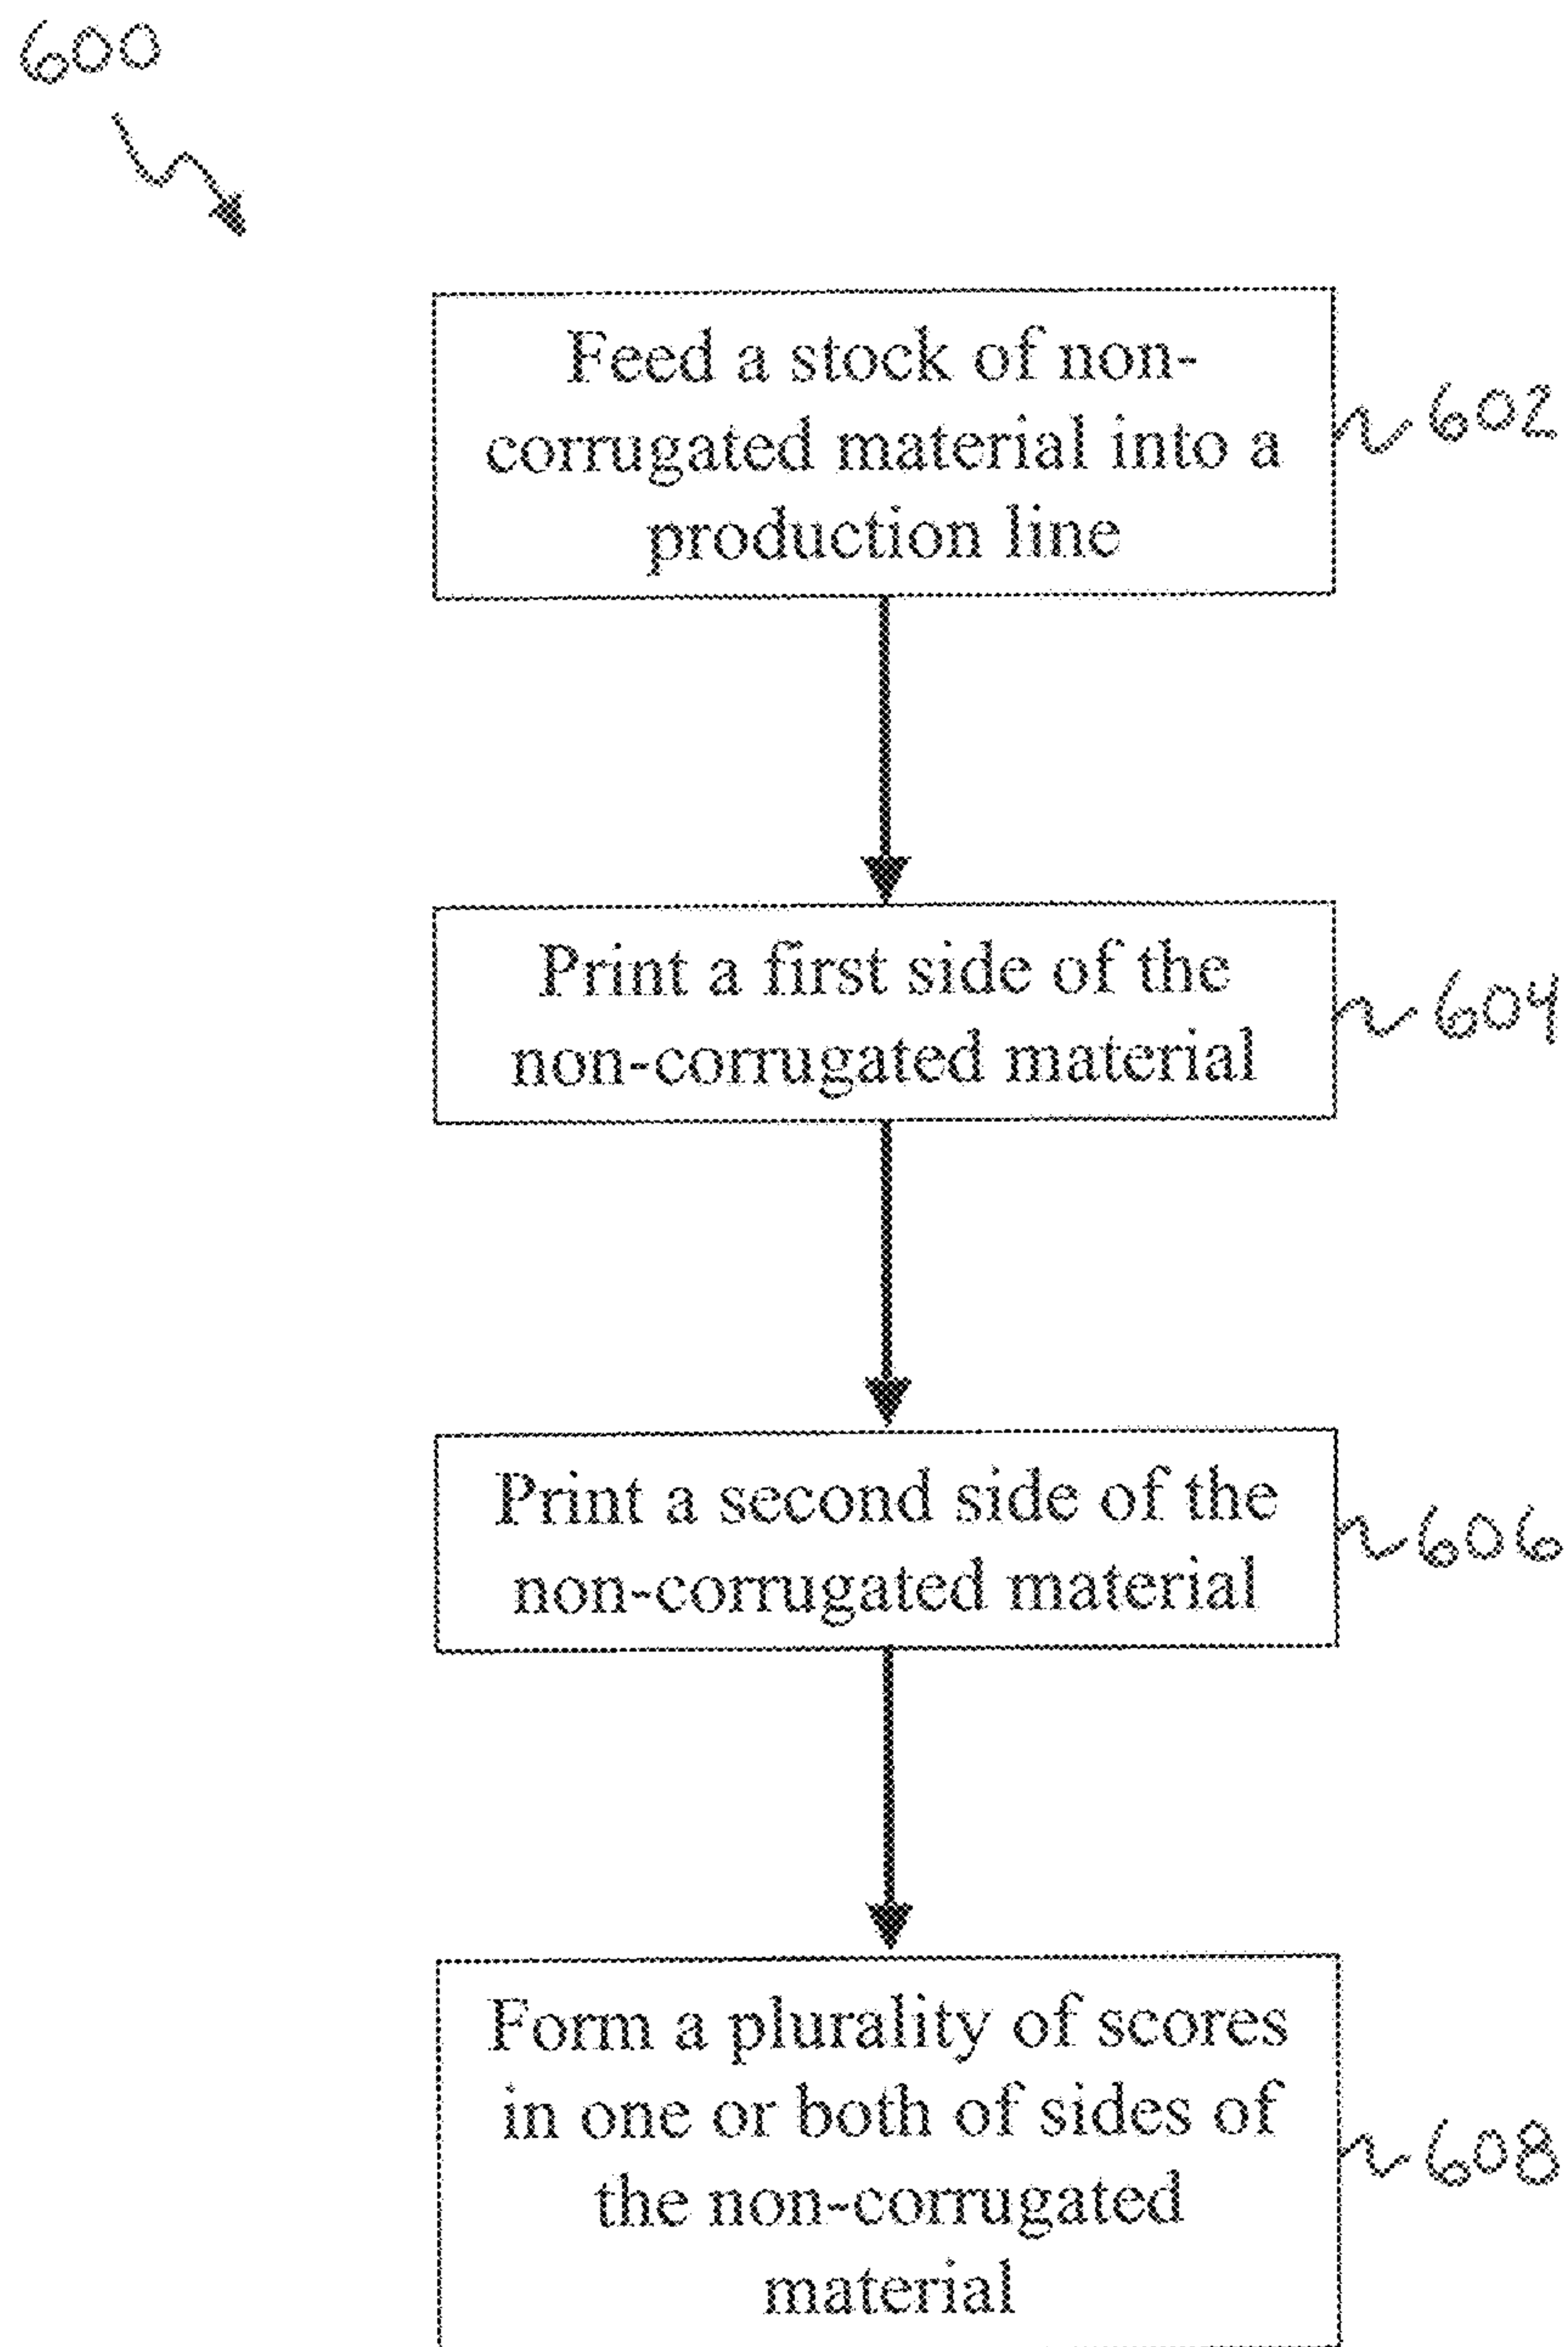 600
Feed a stock of non-
corrugated material into a
production line
602
Print a first side of the
non-corrugated material
604
Print a second side of the
non-corrugated material
606
Form a plurality of scores
in one or both of sides of
the non-corrugated
material
608